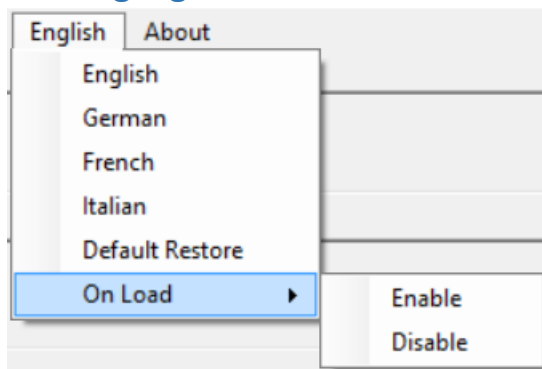 English About
English
German
French
Italian
Default Restore
On Load
Enable
Disable